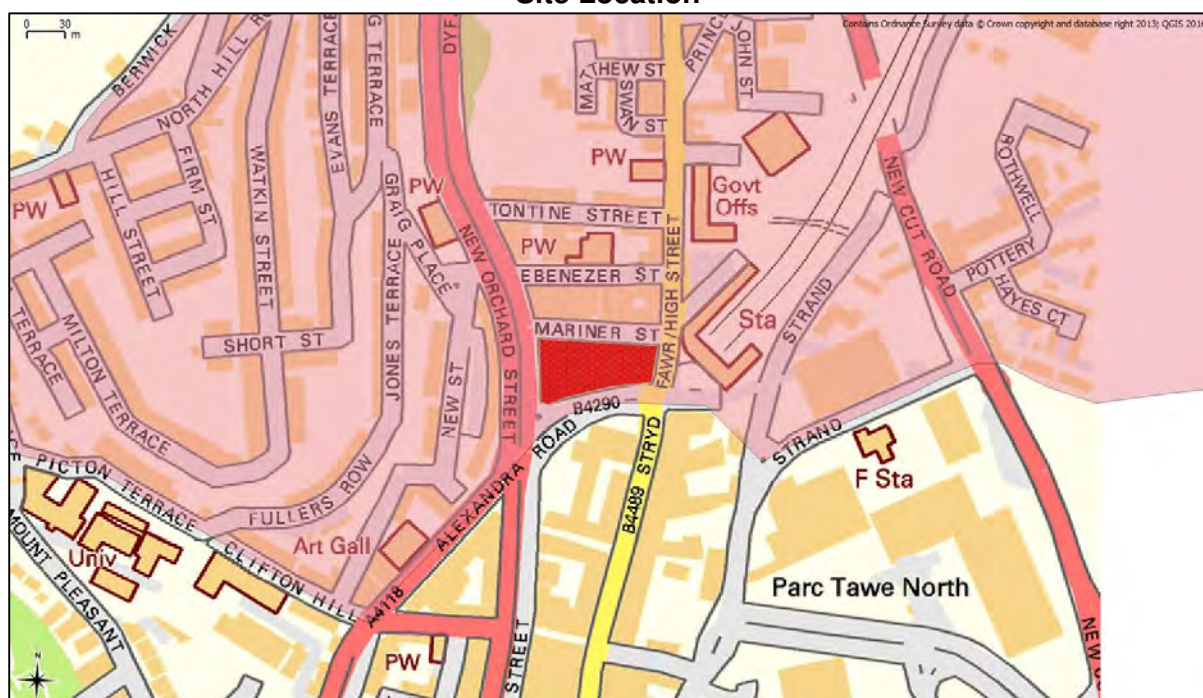 Site Location
Contains Ordnance Survey data © Crown copyright and database right 2013; QGIS 2016
0 30
m
BERWICK
NORTH HILL
EVANS TERRACE
G TERRACE
DYF
MATTHEW ST
SWAN ST
PRINC
JOHN ST
FIRM ST
WATKIN STREET
HILL STREET
PW
PW
PW
Govt
Offs
NEW CUT ROAD
ROTHWELL
GRAIG PLACE
TONTINE STREET
PW
EBENEZER ST
POTTERY
HAYES CT
NEW ORCHARD STREET
JONES TERRACE
MARINER ST
FAWR/HIGH STREET
Sta
STRAND
TERRACE
MILTON TERRACE
SHORT ST
NEW ST
B4290
ALEXANDRA ROAD
B4489 STRYD
STRAND
F Sta
PICTON TERRACE
FULLERS ROW
Art Gall
Univ
CLIFTON HILL
MOUNT PLEASANT
A4118
Parc Tawe North
PW
STREET
NEW
N